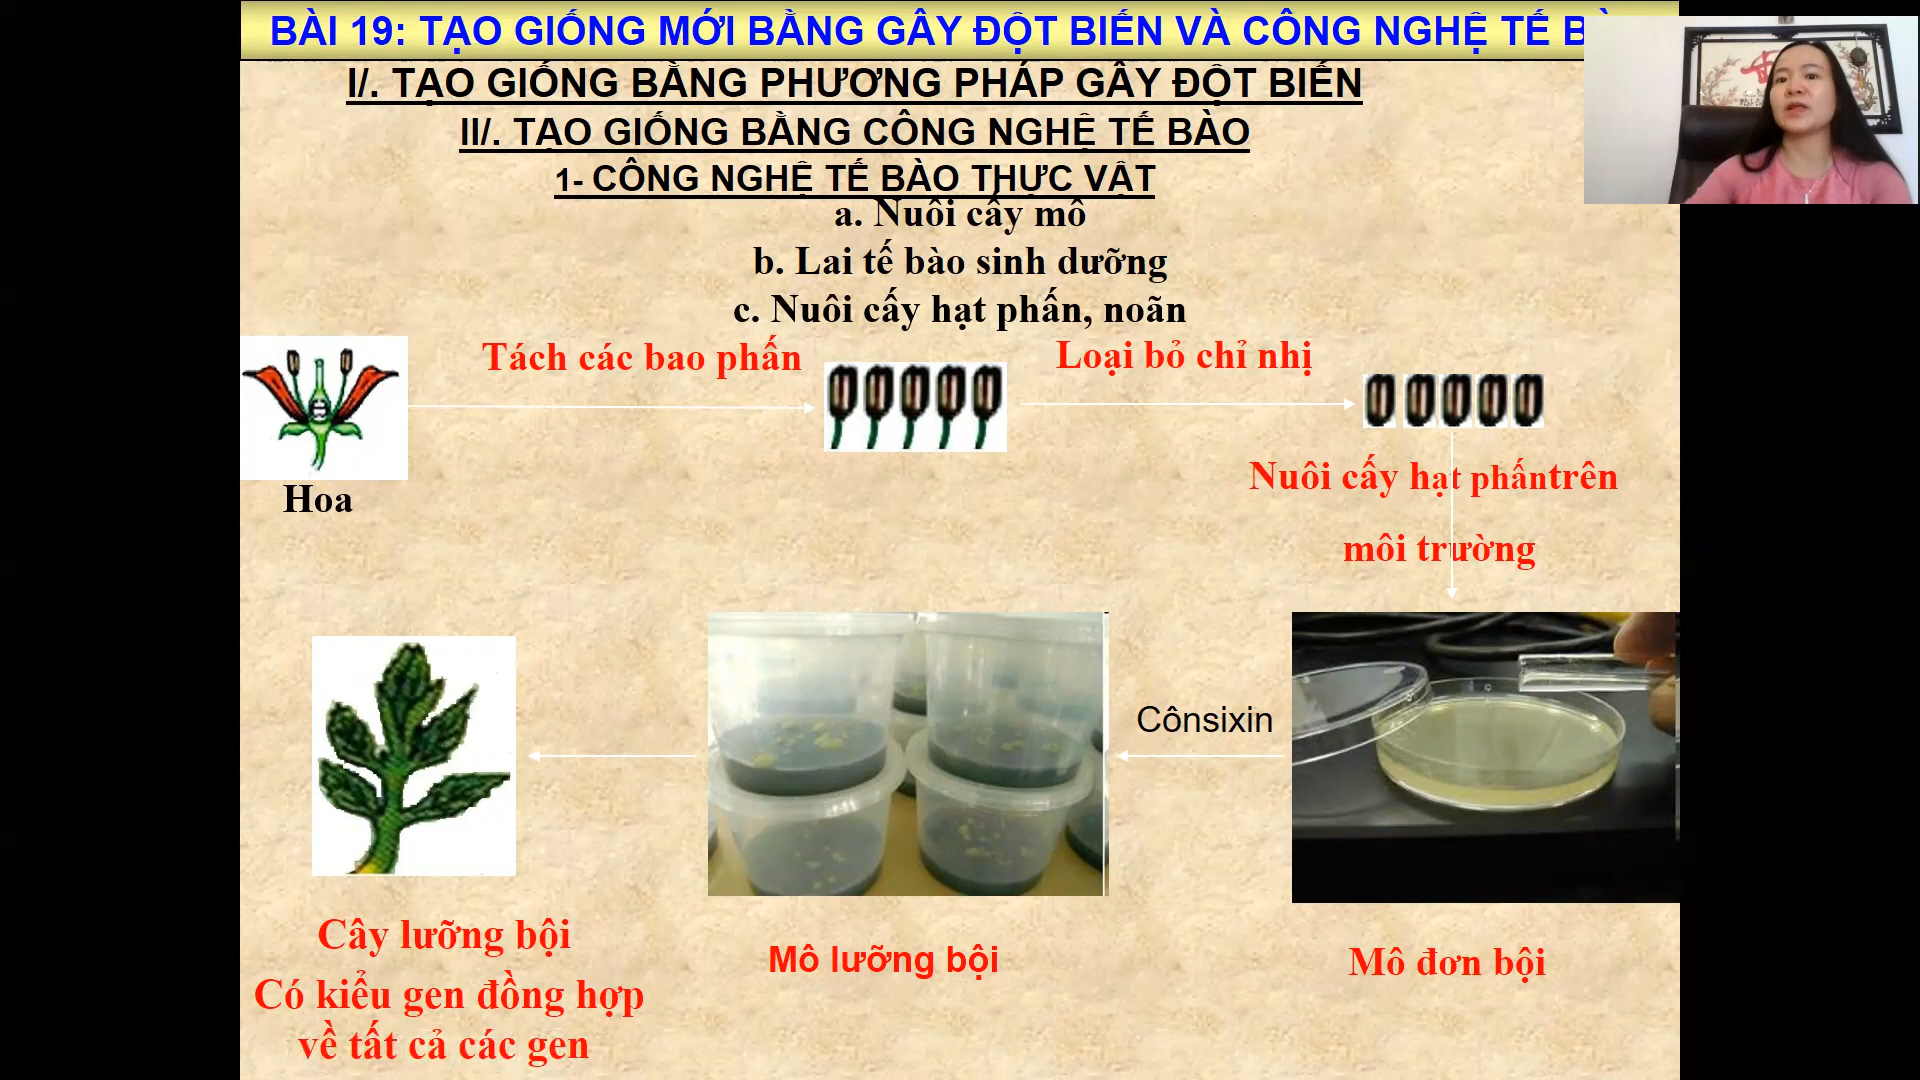 BÀI 19: TẠO GIỐNG MỚI BẰNG GÂY ĐỘT BIẾN VÀ CÔNG NGHỆ TẾ
I/. TẠO GIỐNG BẰNG PHƯƠNG PHÁP GÂY ĐỘT BIẾN
II/. TẠO GIỐNG BẰNG CÔNG NGHỆ TẾ BÀO
1- CÔNG NGHỆ TẾ BÀO THỰC VẬT
a. Nuôi cấy mô
b. Lai tế bào sinh dưỡng
c. Nuôi cấy hạt phấn, noãn
Tách các bao phấn
Loại bỏ chỉ nhị
Hoa
Nuôi cấy hạt phấntrên
môi trường
Cônsixin
Cây lưỡng bội
Có kiểu gen đồng hợp
về tất cả các gen
Mô lưỡng bội
Mô đơn bội